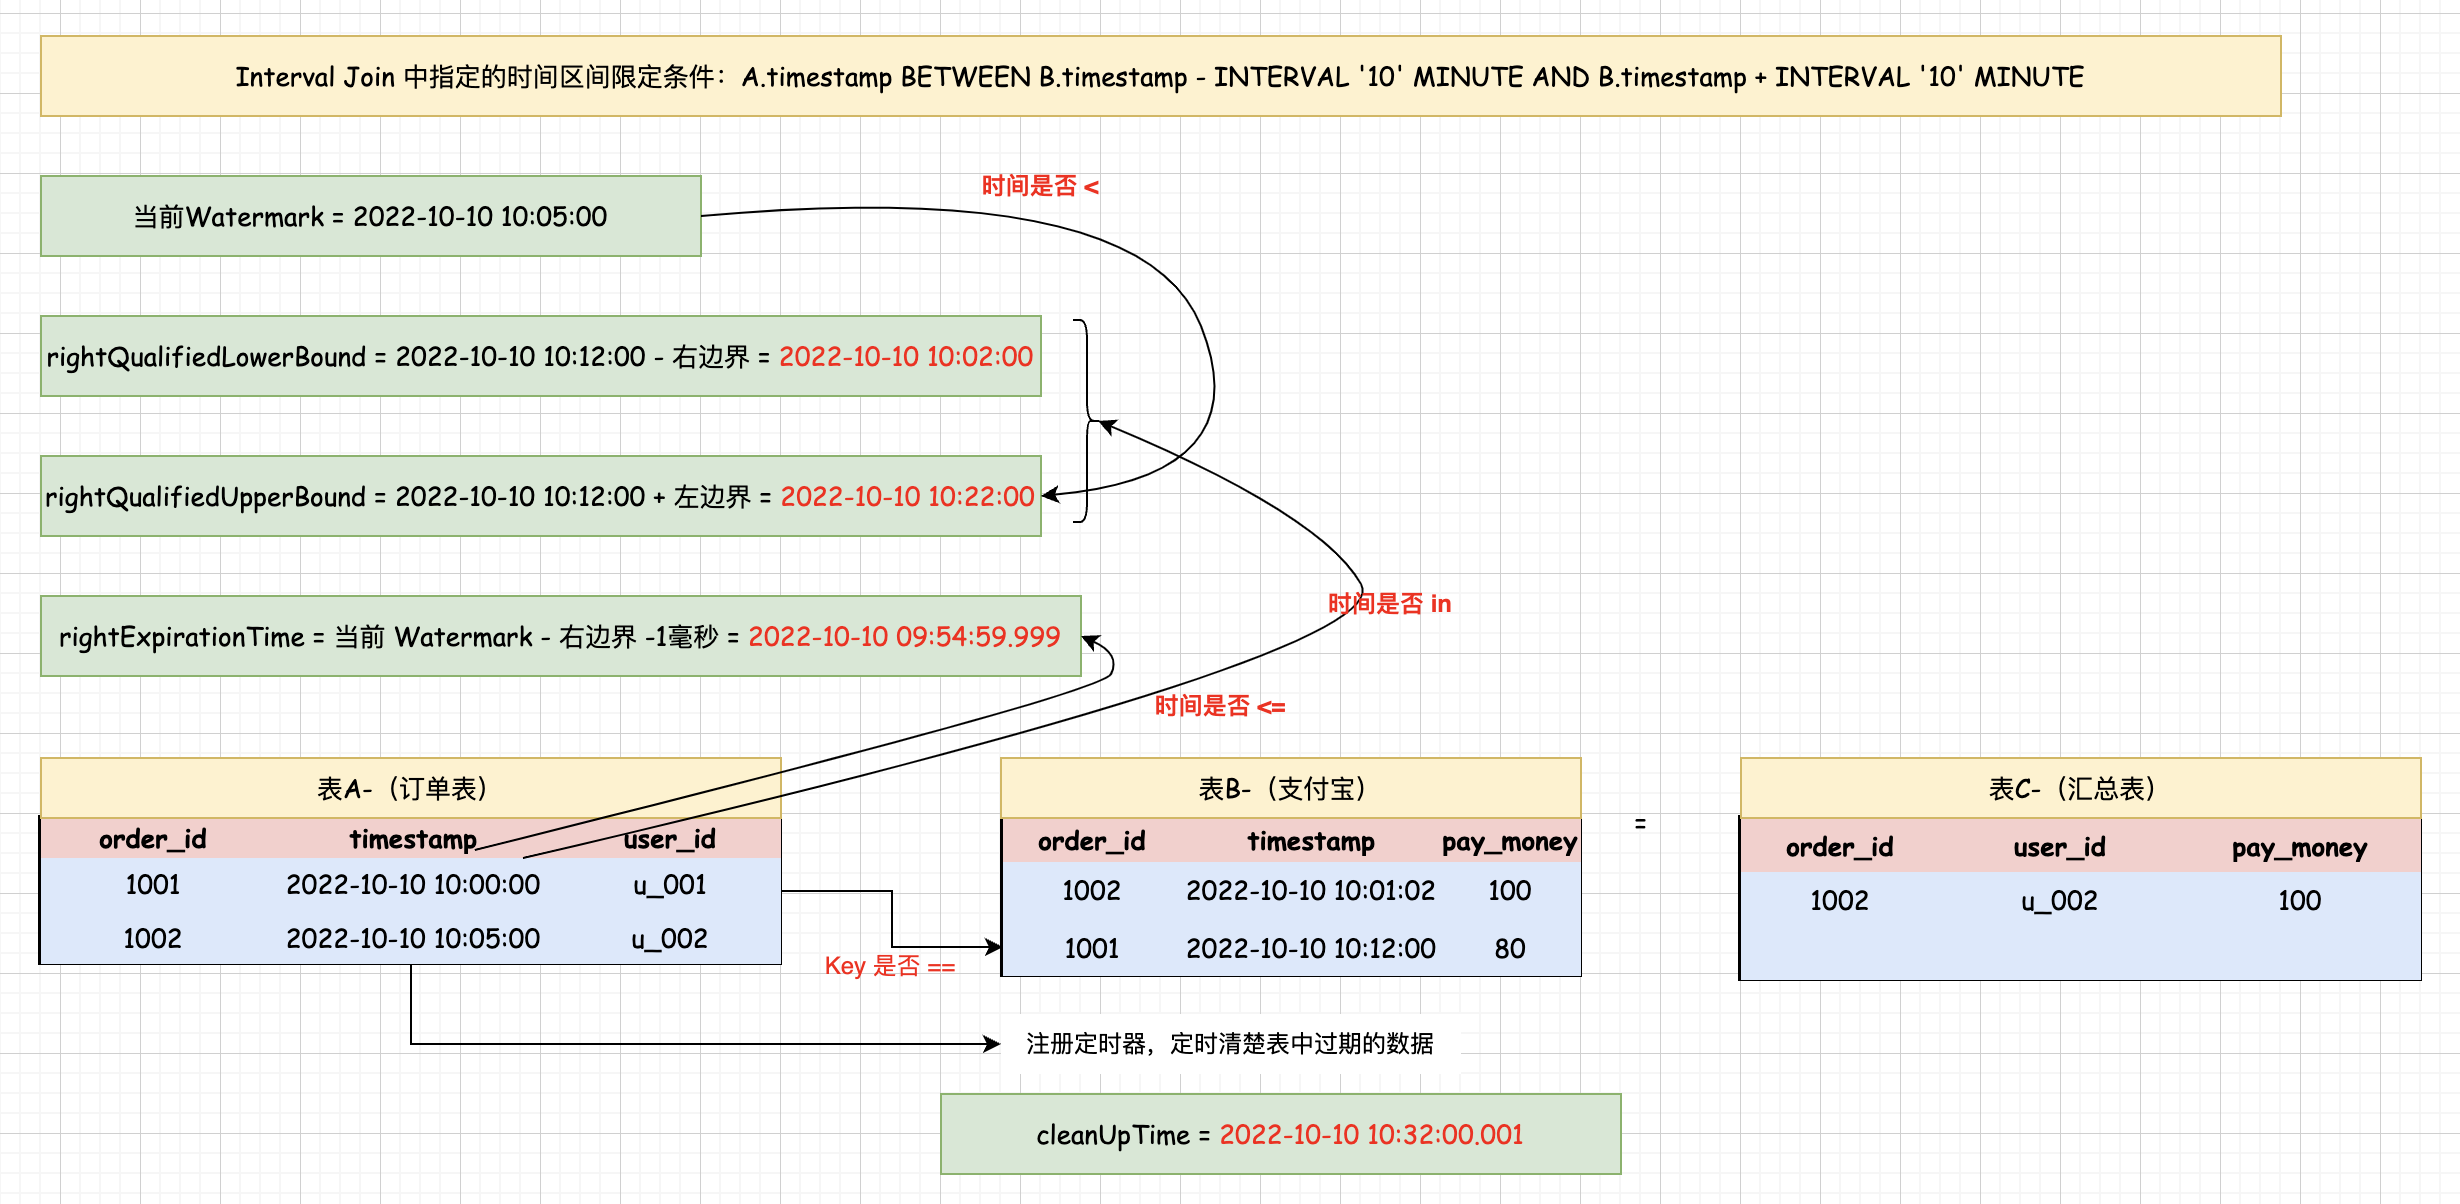 Interval Join 中指定的时间区间限定条件：A.timestamp BETWEEN B.timestamp - INTERVAL '10' MINUTE AND B.timestamp + INTERVAL '10' MINUTE
时间是否 <
当前Watermark = 2022-10-10 10:05:00
rightQualifiedLowerBound = 2022-10-10 10:12:00 - 右边界 = 2022-10-10 10:02:00
rightQualifiedUpperBound = 2022-10-10 10:12:00 + 左边界 = 2022-10-10 10:22:00
时间是否 in
rightExpirationTime = 当前 Watermark - 右边界 -1毫秒 = 2022-10-10 09:54:59.999
时间是否 <=
表A-（订单表）
order_id timestamp user_id
1001 2022-10-10 10:00:00 u_001
1002 2022-10-10 10:05:00 u_002
Key 是否 ==
表B-（支付宝）
order_id timestamp pay_money
1002 2022-10-10 10:01:02 100
1001 2022-10-10 10:12:00 80
=
表C-（汇总表）
order_id user_id pay_money
1002 u_002 100
注册定时器，定时清楚表中过期的数据
cleanUpTime = 2022-10-10 10:32:00.001